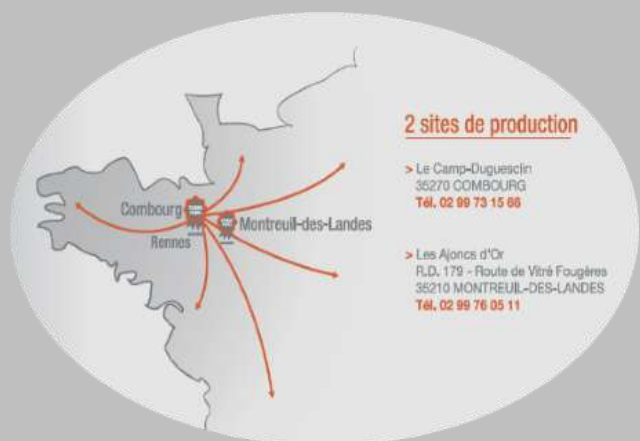 2 sites de production
> Le Camp-Duguesclin
35270 COMBOURG
Tél. 02 99 73 15 66
> Les Ajoncs d'Or
R.D. 179 - Route de Vitré Fougères
35210 MONTREUIL-DES-LANDES
Tél. 02 99 76 05 11
Combourg
Montreuil-des-Landes
Rennes